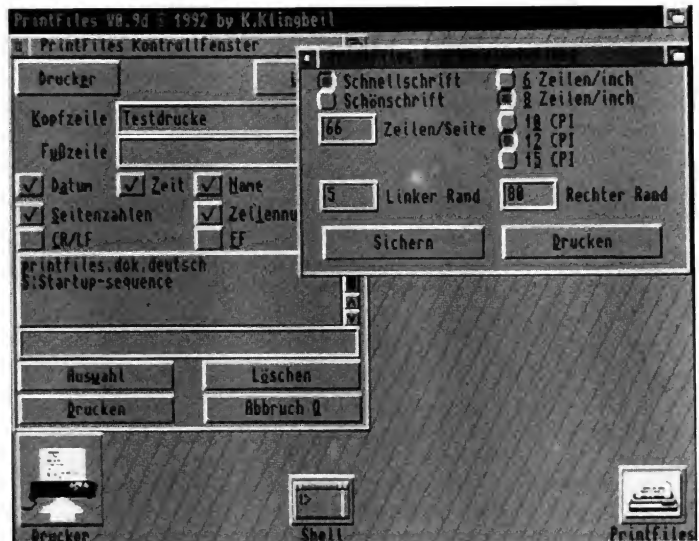 PrintFiles V0.9d © 1992 by K.Klingbeil
PrintFiles Kontrollfenster
Drucker
Kopfzeile Testdrucke
Fußzeile
Datum Zeit Name
Seitenzahlen
CR/LF FF
printfiles.dok.deutsch
S:Startup-sequence
Auswahl Löschen
Drucken Abbruch Q
Schnellschrift 6 Zeilen/inch
Schönschrift 8 Zeilen/inch
66 Zeilen/Seite
10 CPI
12 CPI
15 CPI
5 Linker Rand 80 Rechter Rand
Sichern Drucken
Drucker
Shell
1>
Printfiles